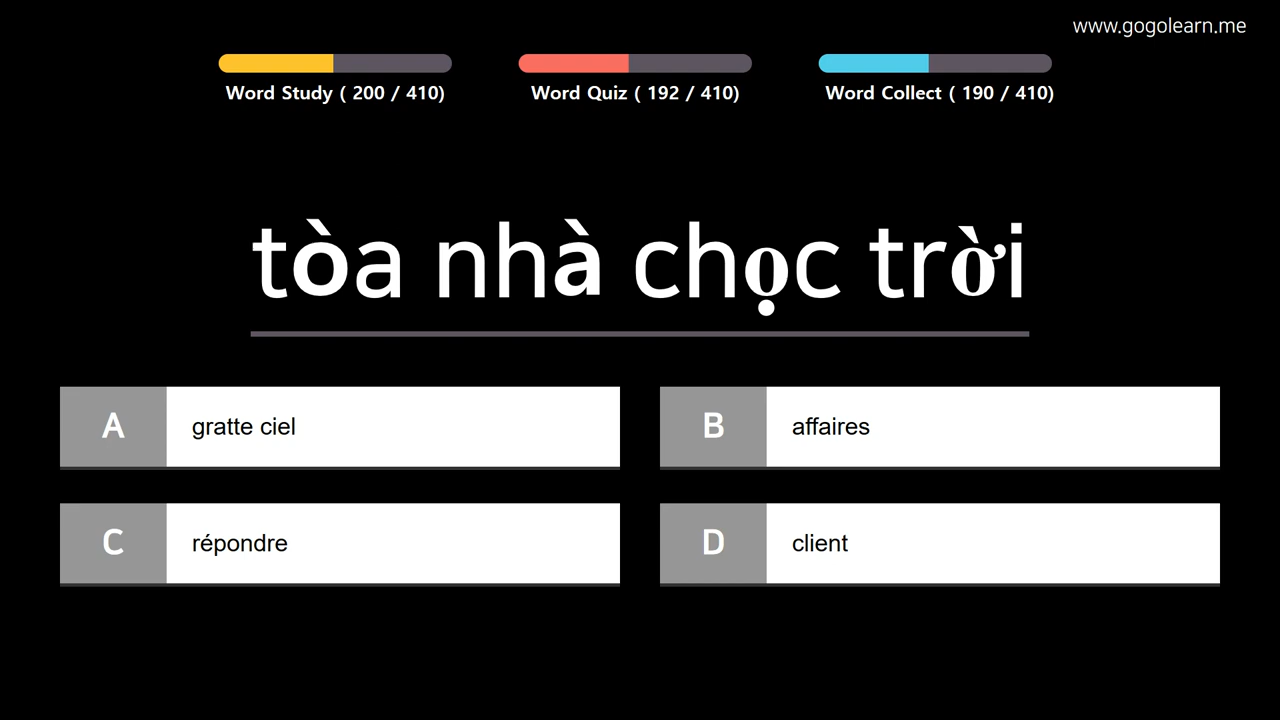 www.gogolearn.me
Word Study ( 200 / 410)
Word Quiz ( 192 / 410)
Word Collect ( 190 / 410)
tòa nhà chọc trời
A gratte ciel
B affaires
C répondre
D client